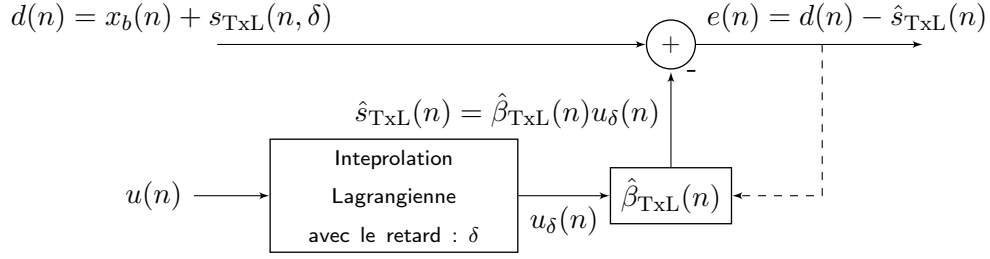 d(n) = x_b(n) + s_TxL(n, δ)
e(n) = d(n) − ŝ_TxL(n)
+
-
ŝ_TxL(n) = β̂_TxL(n)u_δ(n)
u(n)
Inteprolation
Lagrangienne
avec le retard : δ
u_δ(n)
β̂_TxL(n)